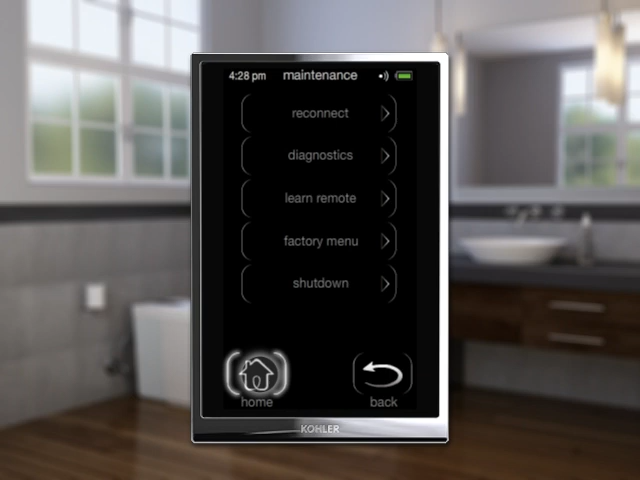 4:28 pm maintenance
reconnect
diagnostics
learn remote
factory menu
shutdown
home back
KOHLER